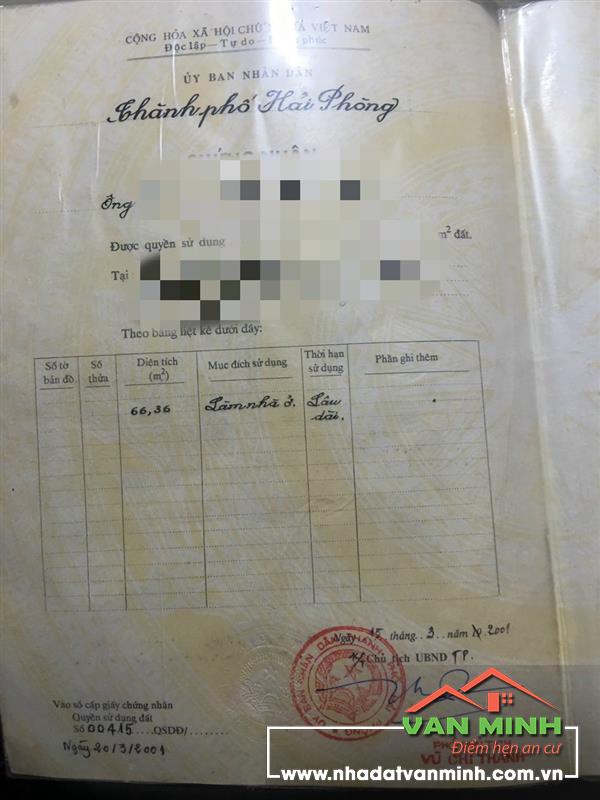 CỘNG HÒA XÃ HỘI CHỦ NGHĨA VIỆT NAM
Độc lập — Tự do — Hạnh phúc
ỦY BAN NHÂN DÂN
Thành phố Hải Phòng
CHỨNG NHẬN
Ông
Được quyền sử dụng m² đất.
Tại
Theo bảng liệt kê dưới đây:
Số tờ bản đồ Số thửa Diện tích (m²) Mục đích sử dụng Thời hạn sử dụng Phần ghi thêm
66,36 Làm nhà ở. Lâu dài.
Ngày 15 tháng 3 năm 2001
K/T Chủ tịch UBND TP.
Vào sổ cấp giấy chứng nhận
Quyền sử dụng đất
Số 00415 QSDĐ/
Ngày 20/3/2001
VŨ CHÍ THÀNH
VAN MINH
Điểm hẹn an cư
www.nhadatvanminh.com.vn